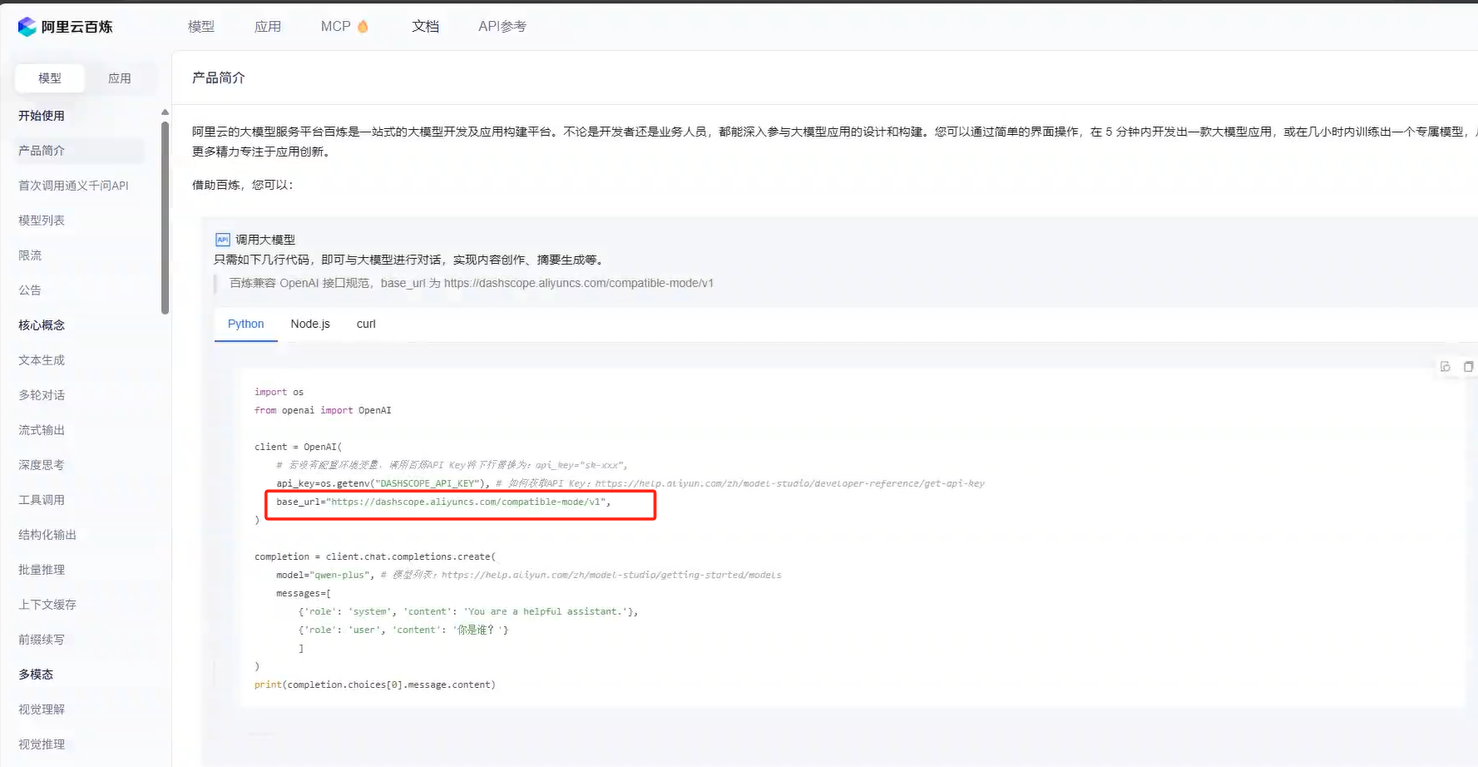 阿里云百炼
模型 应用 MCP 文档 API参考
模型 应用
产品简介
开始使用
产品简介
首次调用通义千问API
模型列表
限流
公告
核心概念
文本生成
多轮对话
流式输出
深度思考
工具调用
结构化输出
批量推理
上下文缓存
前缀续写
多模态
视觉理解
视觉推理
阿里云的大模型服务平台百炼是一站式的大模型开发及应用构建平台。不论是开发者还是业务人员，都能深入参与大模型应用的设计和构建。您可以通过简单的界面操作，在 5 分钟内开发出一款大模型应用，或在几小时内训练出一个专属模型，
更多精力专注于应用创新。
借助百炼，您可以：
API 调用大模型
只需如下几行代码，即可与大模型进行对话，实现内容创作、摘要生成等。
百炼兼容 OpenAI 接口规范，base_url 为 https://dashscope.aliyuncs.com/compatible-mode/v1
Python Node.js curl
import os
from openai import OpenAI
client = OpenAI(
# 若没有配置环境变量，请用百炼API Key将下行替换为：api_key="sk-xxx",
api_key=os.getenv("DASHSCOPE_API_KEY"), # 如何获取API Key：https://help.aliyun.com/zh/model-studio/developer-reference/get-api-key
base_url="https://dashscope.aliyuncs.com/compatible-mode/v1",
)
completion = client.chat.completions.create(
model="qwen-plus", # 模型列表：https://help.aliyun.com/zh/model-studio/getting-started/models
messages=[
{'role': 'system', 'content': 'You are a helpful assistant.'},
{'role': 'user', 'content': '你是谁？'}
]
)
print(completion.choices[0].message.content)